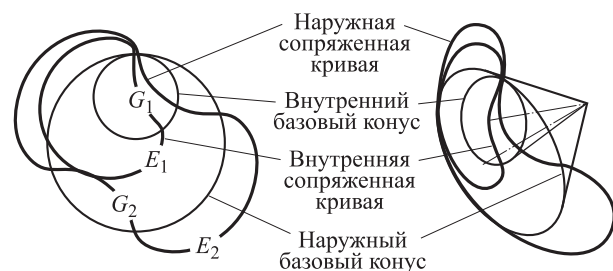 Наружная
сопряженная
кривая
G1
Внутренний
базовый конус
E1
Внутренняя
сопряженная
кривая
G2
E2
Наружный
базовый конус